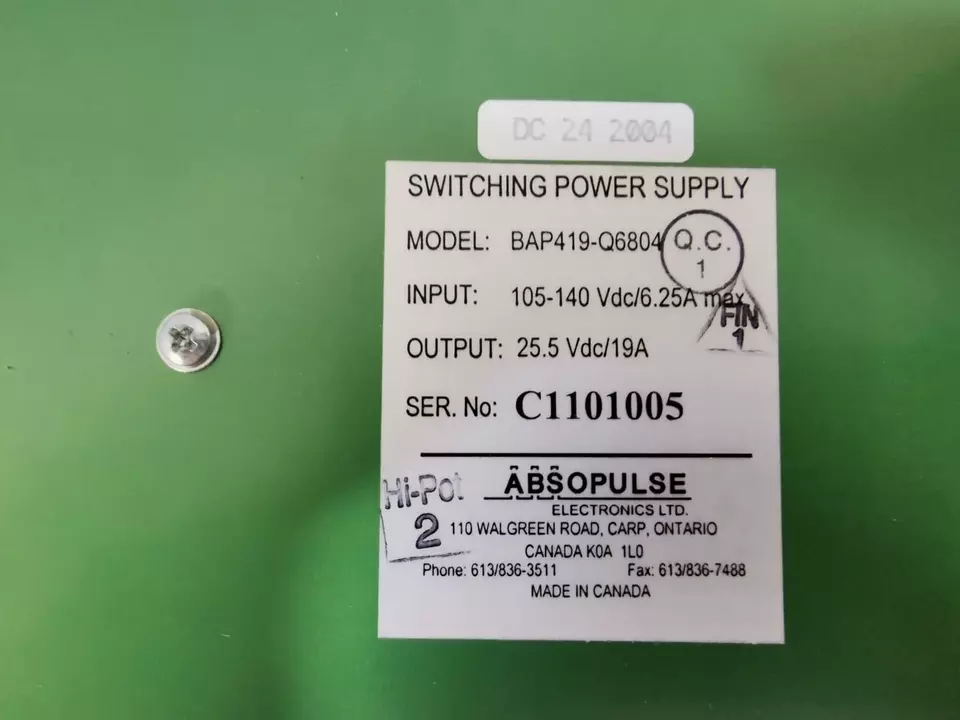 DC 24 2004
SWITCHING POWER SUPPLY
MODEL: BAP419-Q6804
Q.C.
1
INPUT: 105-140 Vdc/6.25A max
FIN
1
OUTPUT: 25.5 Vdc/19A
SER. No: C1101005
Hi-Pot
2
ABSOPULSE
ELECTRONICS LTD.
110 WALGREEN ROAD, CARP, ONTARIO
CANADA K0A 1L0
Phone: 613/836-3511 Fax: 613/836-7488
MADE IN CANADA